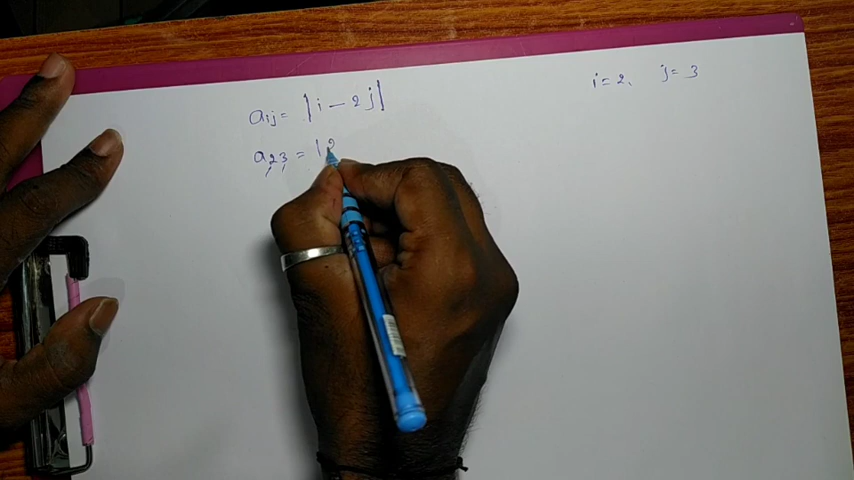 aij = |i - 2j|
i = 2, j = 3
a23 = |2